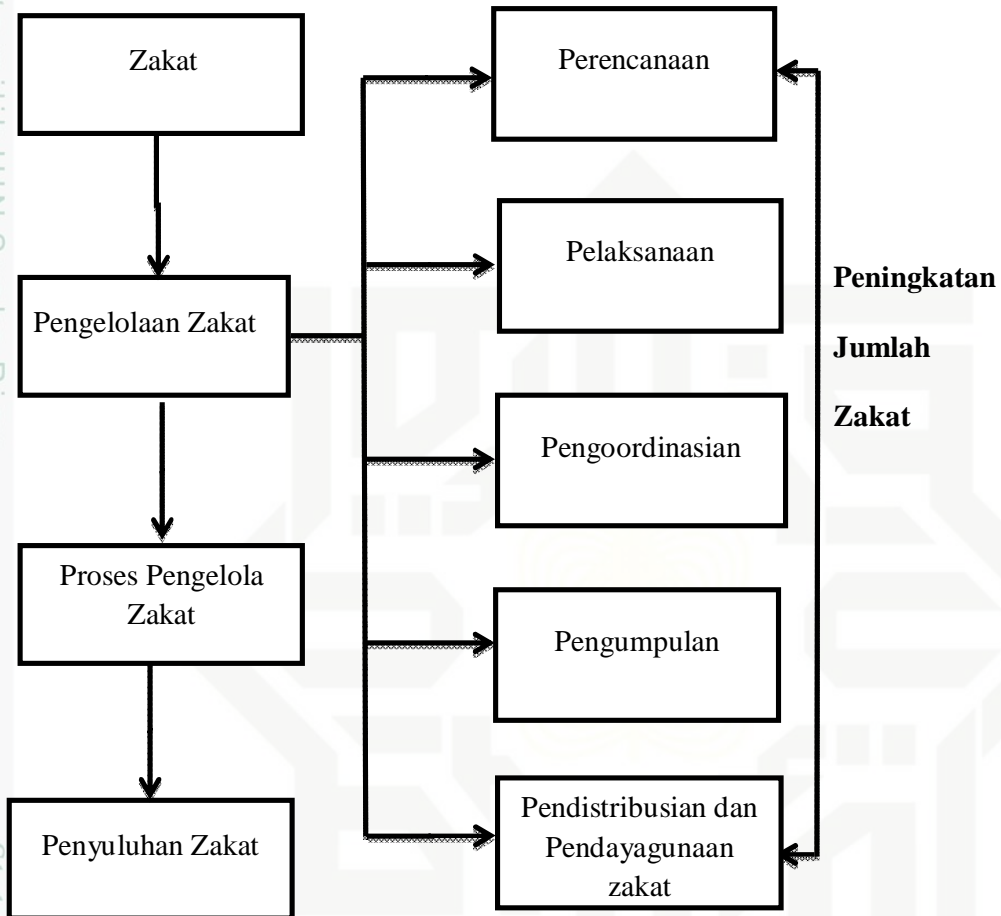 Zakat
Pengelolaan Zakat
Proses Pengelola
Zakat
Penyuluhan Zakat
Perencanaan
Pelaksanaan
Pengoordinasian
Pengumpulan
Pendistribusian dan
Pendayagunaan
zakat
Peningkatan
Jumlah
Zakat